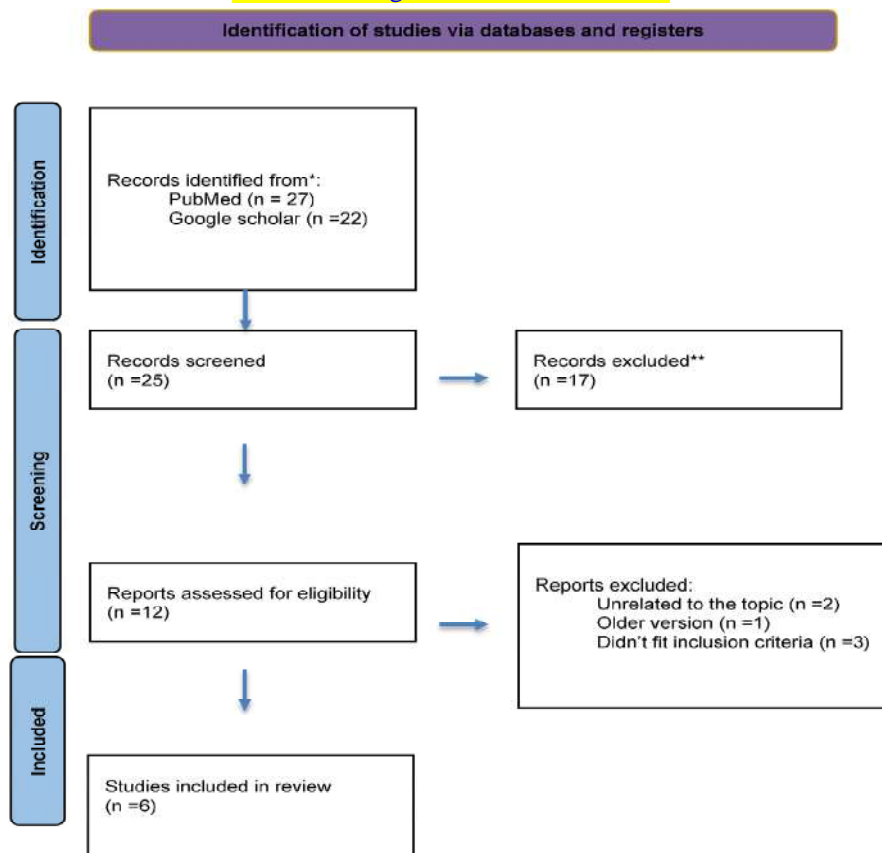 Identification of studies via databases and registers
Identification
Records identified from*:
PubMed (n = 27)
Google scholar (n =22)
Screening
Records screened
(n =25)
Records excluded**
(n =17)
Reports assessed for eligibility
(n =12)
Reports excluded:
Unrelated to the topic (n =2)
Older version (n =1)
Didn't fit inclusion criteria (n =3)
Included
Studies included in review
(n =6)